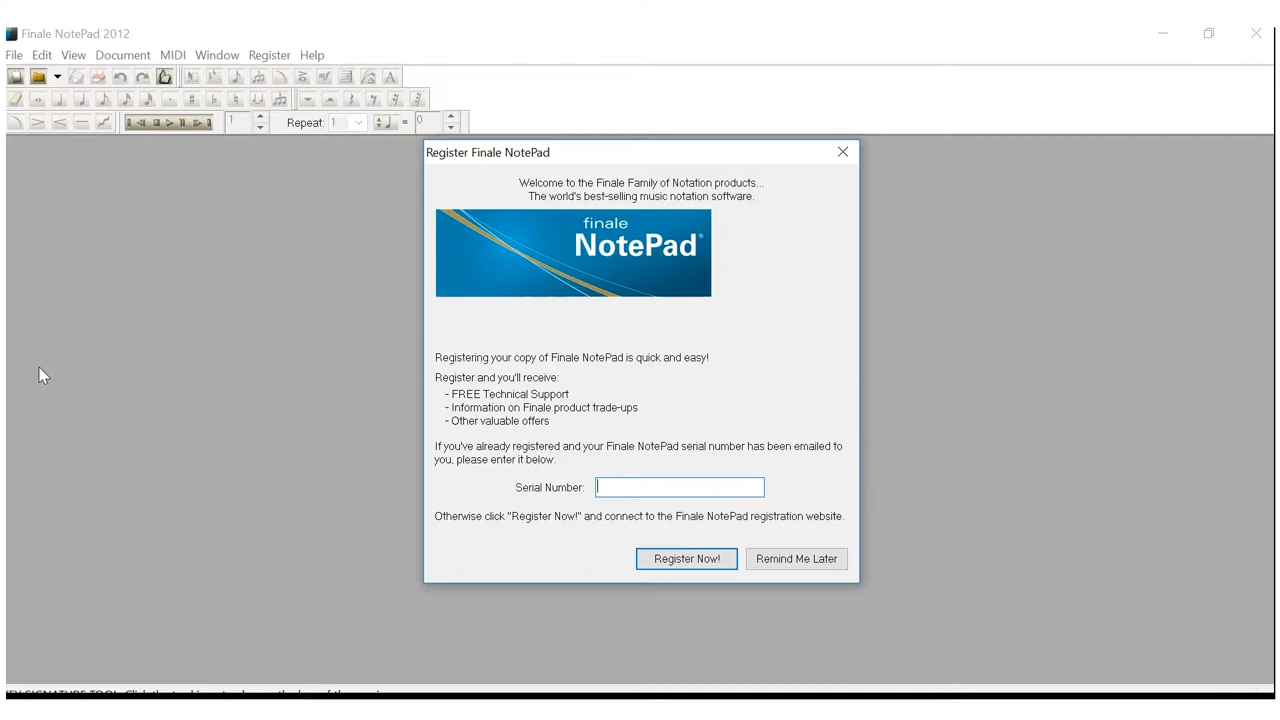 Finale NotePad 2012
File Edit View Document MIDI Window Register Help
1 Repeat: 1 = 0
Register Finale NotePad
Welcome to the Finale Family of Notation products...
The world's best-selling music notation software.
finale
NotePad®
Registering your copy of Finale NotePad is quick and easy!
Register and you'll receive:
- FREE Technical Support
- Information on Finale product trade-ups
- Other valuable offers
If you've already registered and your Finale NotePad serial number has been emailed to
you, please enter it below.
Serial Number:
Otherwise click "Register Now!" and connect to the Finale NotePad registration website.
Register Now! Remind Me Later